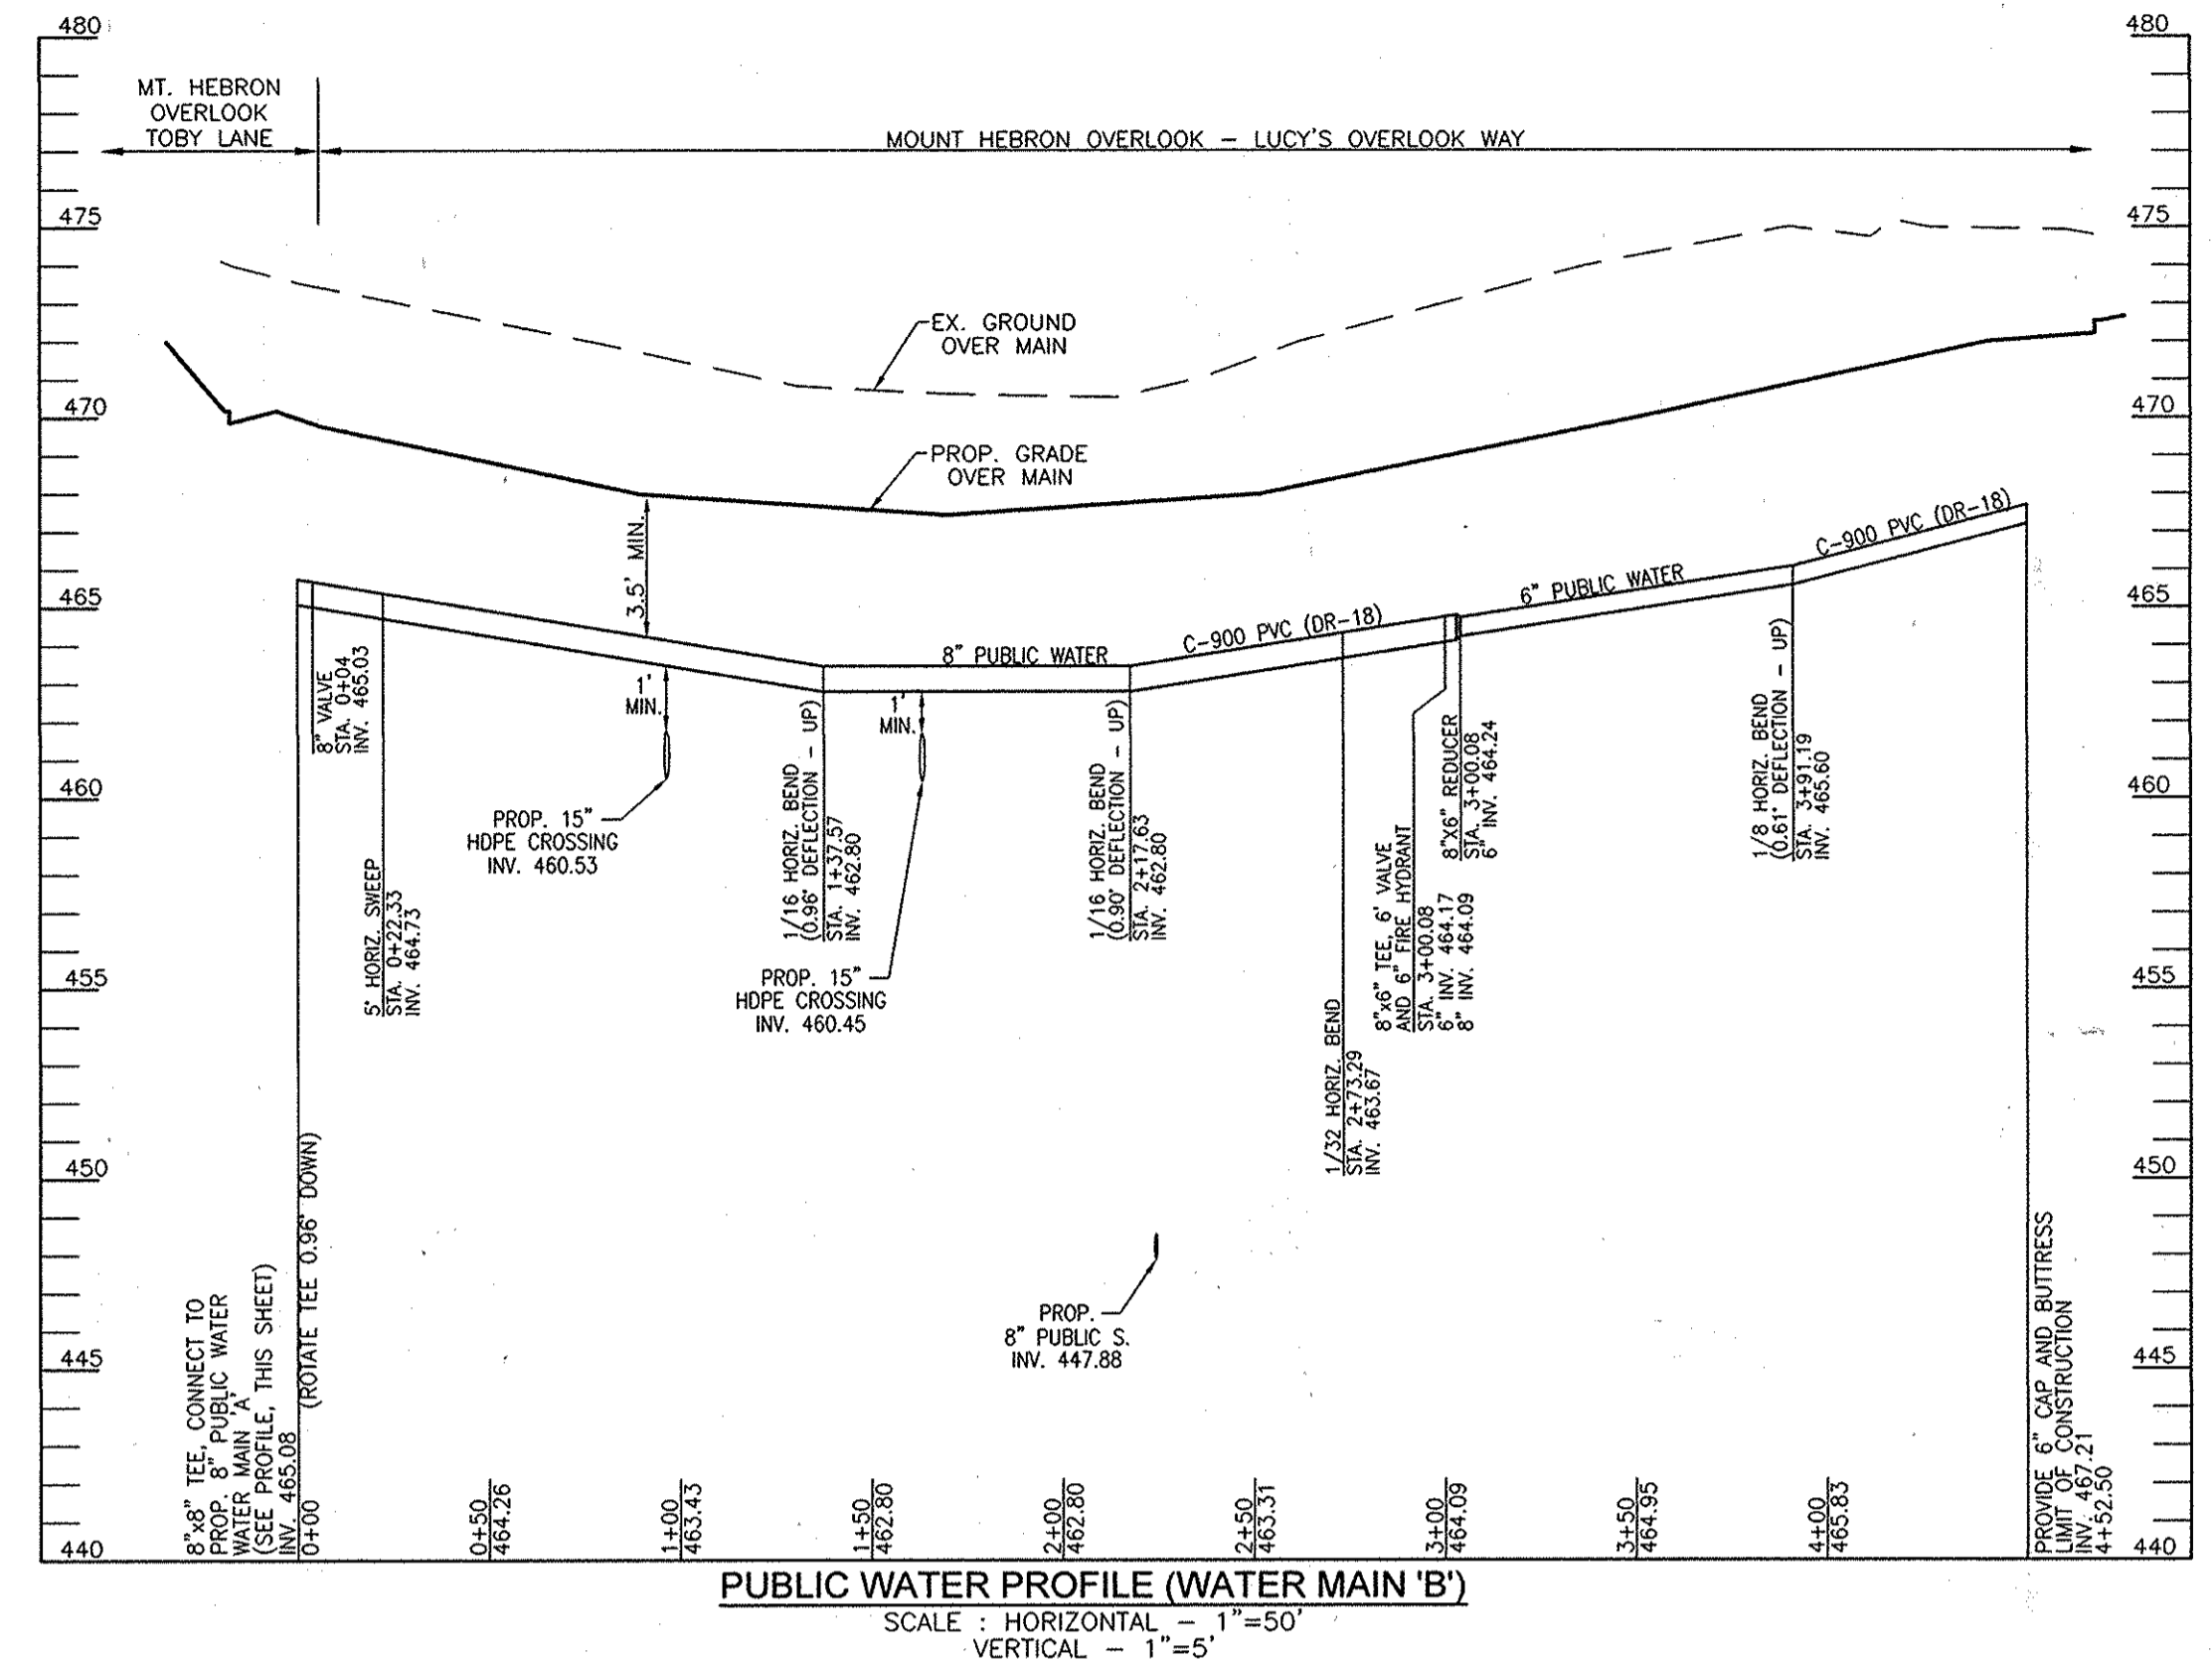 480
480
MT. HEBRON
OVERLOOK
TOBY LANE
MOUNT HEBRON OVERLOOK – LUCY'S OVERLOOK WAY
475
475
EX. GROUND
OVER MAIN
470
470
PROP. GRADE
OVER MAIN
3.5' MIN.
C-900 PVC (DR-18)
6" PUBLIC WATER
C-900 PVC (DR-18)
8" PUBLIC WATER
465
465
8" VALVE
STA. 0+04
INV. 465.03
1'
MIN.
1'
MIN.
460
460
PROP. 15"
HDPE CROSSING
INV. 460.53
5° HORIZ. SWEEP
STA. 0+22.33
INV. 464.73
1/16 HORIZ. BEND
(0.96° DEFLECTION - UP)
STA. 1+37.57
INV. 462.80
PROP. 15"
HDPE CROSSING
INV. 460.45
1/16 HORIZ. BEND
(0.90° DEFLECTION - UP)
STA. 2+17.63
INV. 462.80
1/32 HORIZ. BEND
STA. 2+73.29
INV. 463.67
8"x6" TEE, 6' VALVE
AND 6" FIRE HYDRANT
STA. 3+00.08
6" INV. 464.17
8" INV. 464.09
8"X6" REDUCER
STA. 3+00.08
6" INV. 464.24
1/8 HORIZ. BEND
(0.61° DEFLECTION - UP)
STA. 3+91.19
INV. 465.60
455
455
450
450
PROP.
8" PUBLIC S.
INV. 447.88
445
445
8"x8" TEE, CONNECT TO
PROP. 8" PUBLIC WATER
WATER MAIN 'A'
(SEE PROFILE, THIS SHEET)
INV. 465.08
(ROTATE TEE 0.96° DOWN)
0+00
0+50
464.26
1+00
463.43
1+50
462.80
2+00
462.80
2+50
463.31
3+00
464.09
3+50
464.95
4+00
465.83
PROVIDE 6" CAP AND BUTTRESS
LIMIT OF CONSTRUCTION
INV. 467.21
4+52.50
440
440
PUBLIC WATER PROFILE (WATER MAIN 'B')
SCALE : HORIZONTAL – 1"=50'
VERTICAL – 1"=5'